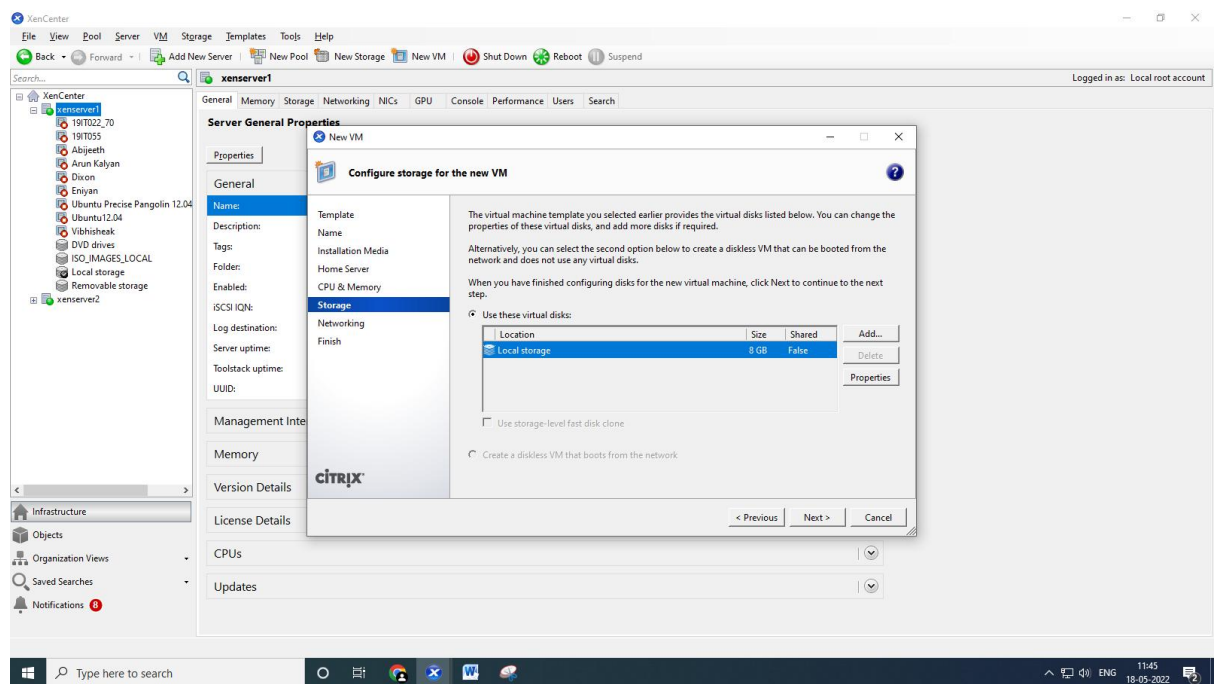 XenCenter
File View Pool Server VM Storage Templates Tools Help
Back Forward Add New Server New Pool New Storage New VM Shut Down Reboot Suspend
Search...
xenserver1
Logged in as: Local root account
XenCenter
xenserver1
19IT022_70
19IT055
Abijeeth
Arun Kalyan
Dixon
Eniyan
Ubuntu Precise Pangolin 12.04
Ubuntu12.04
Vibhisheak
DVD drives
ISO_IMAGES_LOCAL
Local storage
Removable storage
xenserver2
Infrastructure
Objects
Organization Views
Saved Searches
Notifications 8
General Memory Storage Networking NICs GPU Console Performance Users Search
Server General Properties
Properties
General
Name:
Description:
Tags:
Folder:
Enabled:
iSCSI IQN:
Log destination:
Server uptime:
Toolstack uptime:
UUID:
Management Inte
Memory
Version Details
License Details
CPUs
Updates
New VM
Configure storage for the new VM
Template
Name
Installation Media
Home Server
CPU & Memory
Storage
Networking
Finish
CİTRIX
The virtual machine template you selected earlier provides the virtual disks listed below. You can change the
properties of these virtual disks, and add more disks if required.
Alternatively, you can select the second option below to create a diskless VM that can be booted from the
network and does not use any virtual disks.
When you have finished configuring disks for the new virtual machine, click Next to continue to the next
step.
Use these virtual disks:
Location Size Shared
Local storage 8 GB False
Add...
Delete
Properties
Use storage-level fast disk clone
Create a diskless VM that boots from the network
< Previous Next > Cancel
Type here to search
ENG
11:45
18-05-2022
2